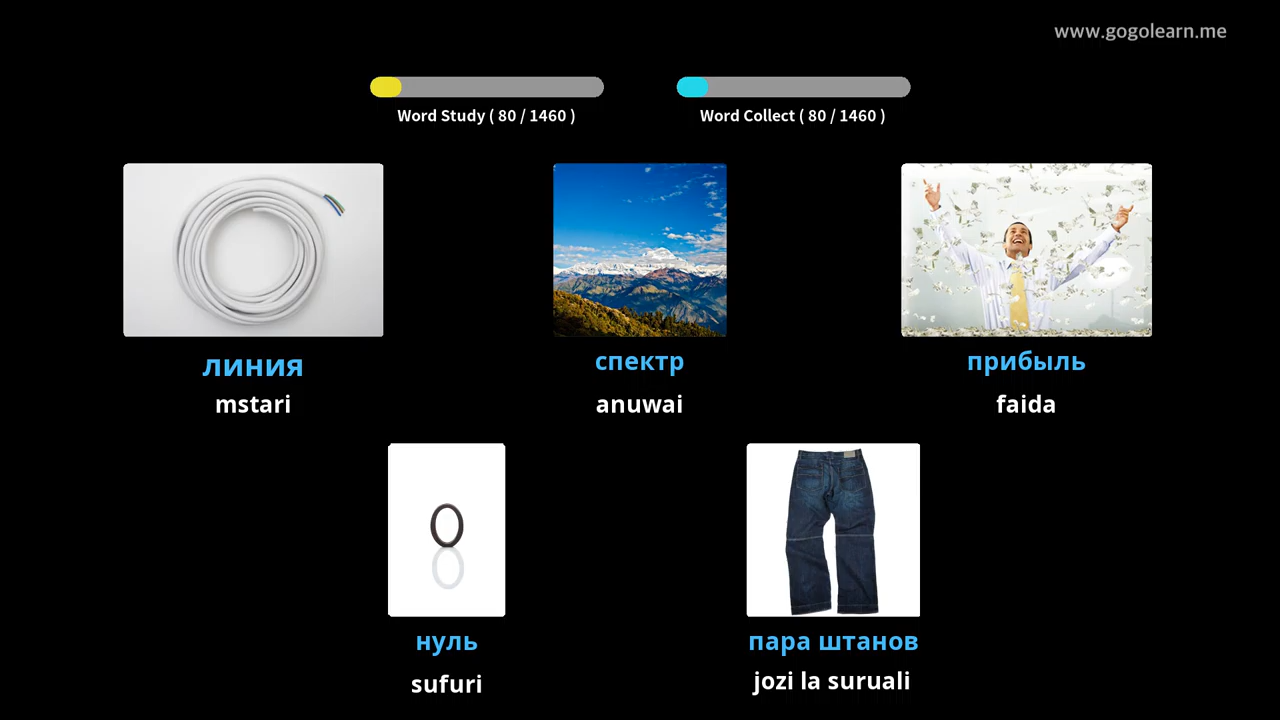 www.gogolearn.me
Word Study ( 80 / 1460 )
Word Collect ( 80 / 1460 )
линия
mstari
спектр
anuwai
прибыль
faida
нуль
sufuri
пара штанов
jozi la suruali